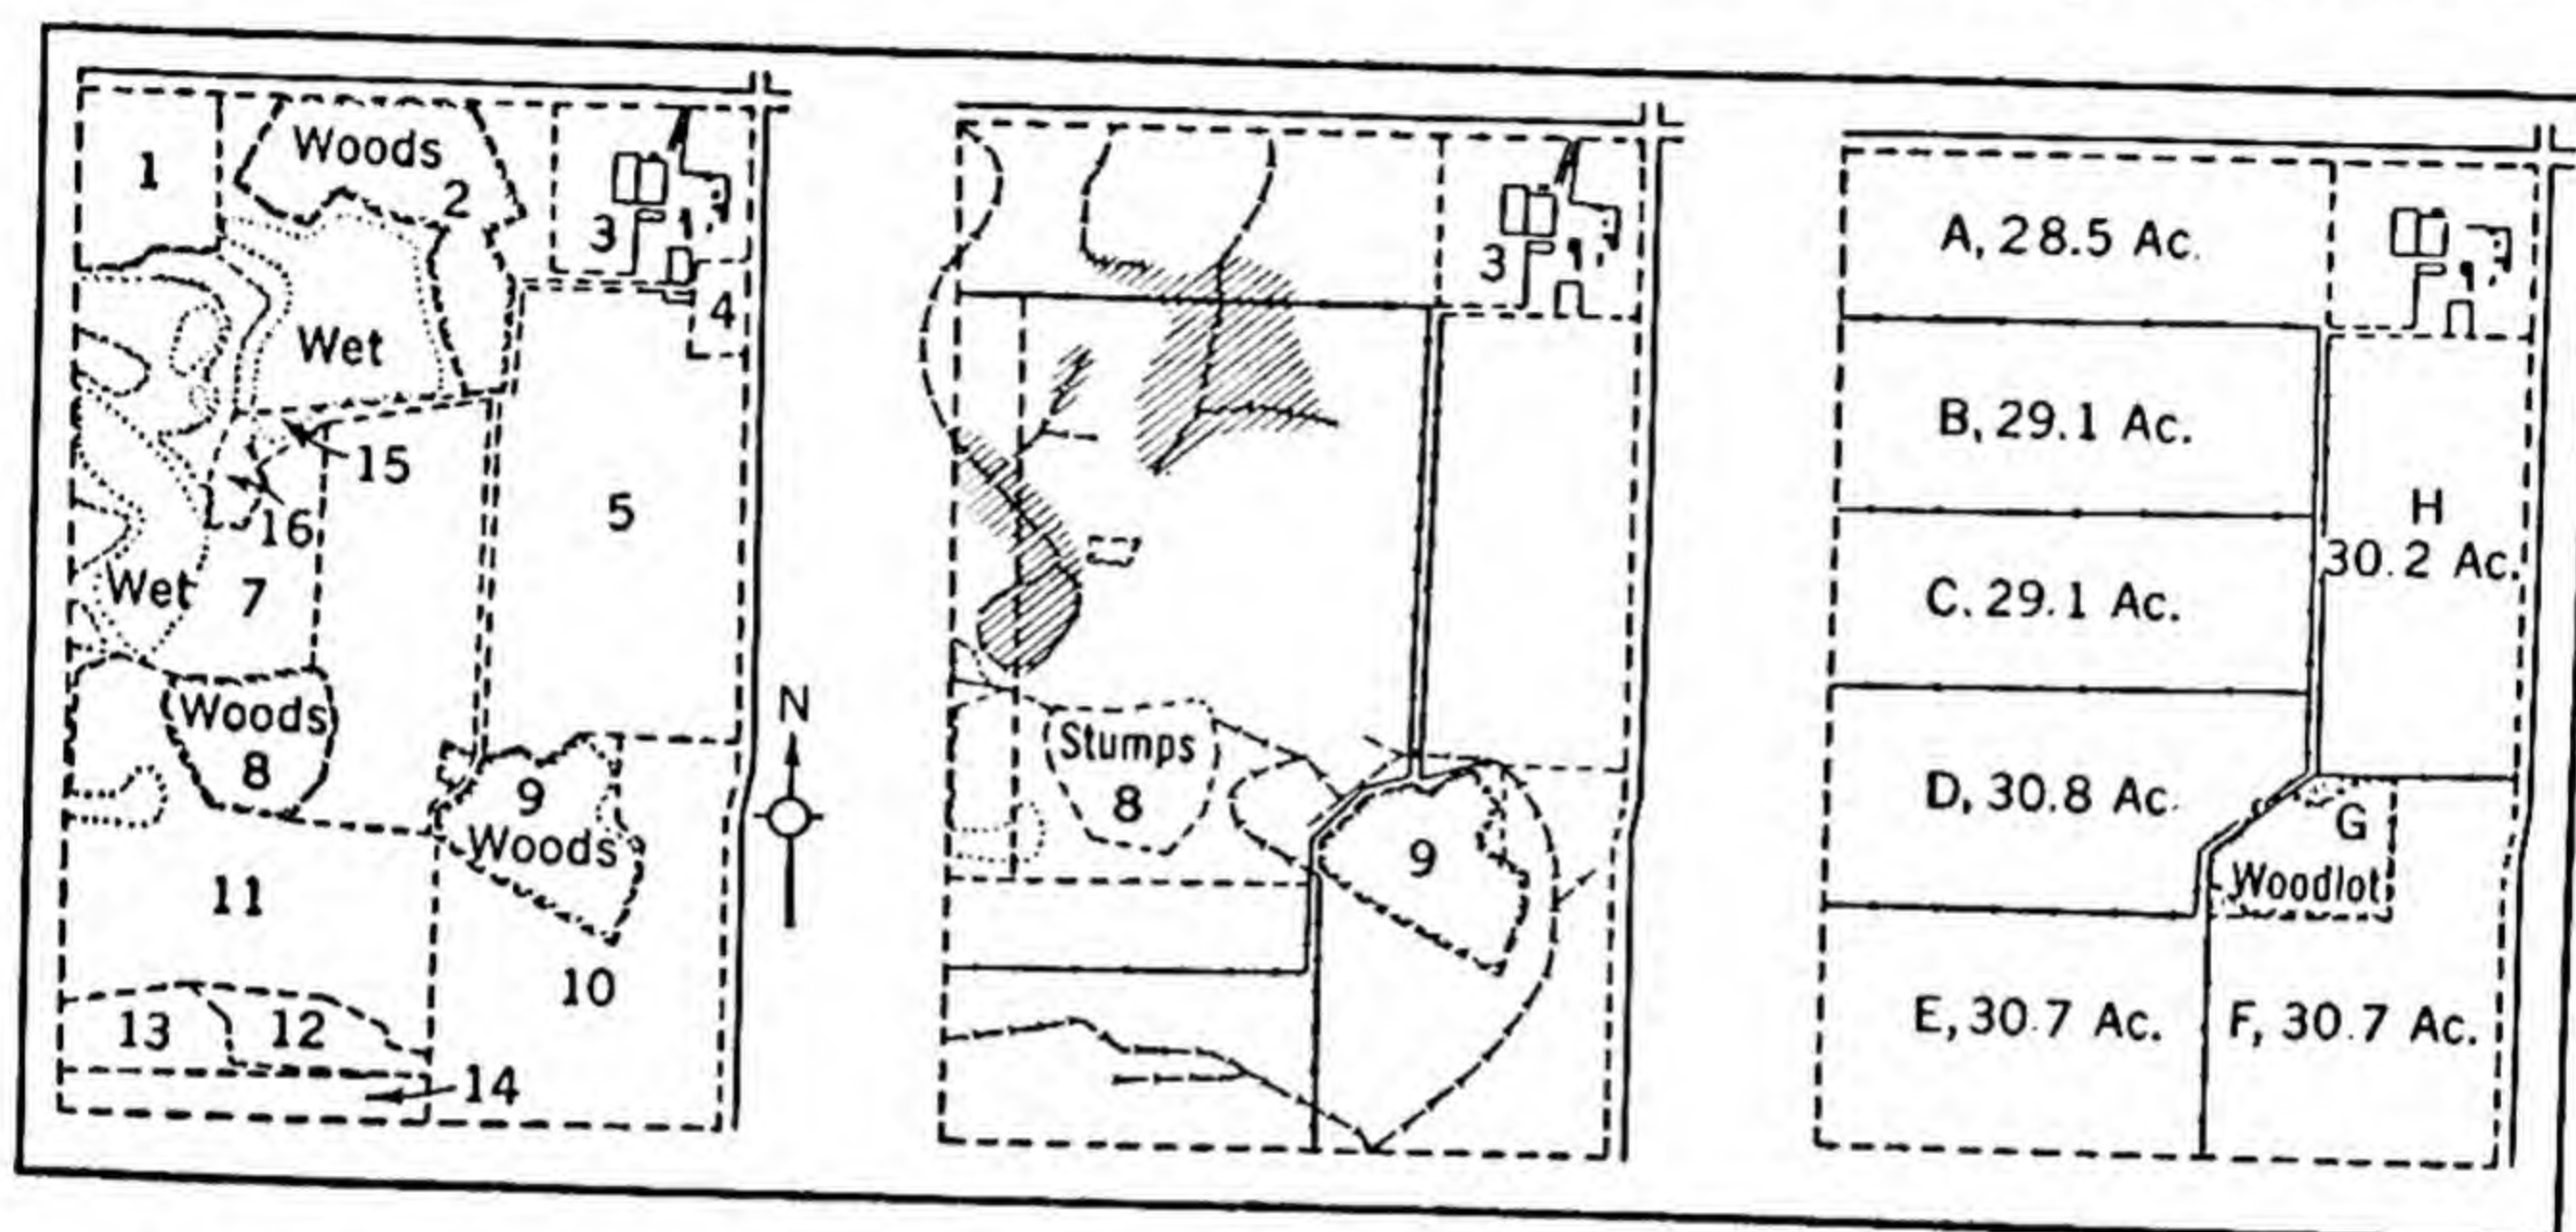 1
Woods
2
3
4
Wet
15
16
5
Wet
7
Woods
8
9
Woods
11
10
13
12
14
N
3
Stumps
8
9
A, 28.5 Ac.
B, 29.1 Ac.
C. 29.1 Ac.
H
30.2 Ac.
D, 30.8 Ac.
G
Woodlot
E, 30.7 Ac.
F, 30.7 Ac.